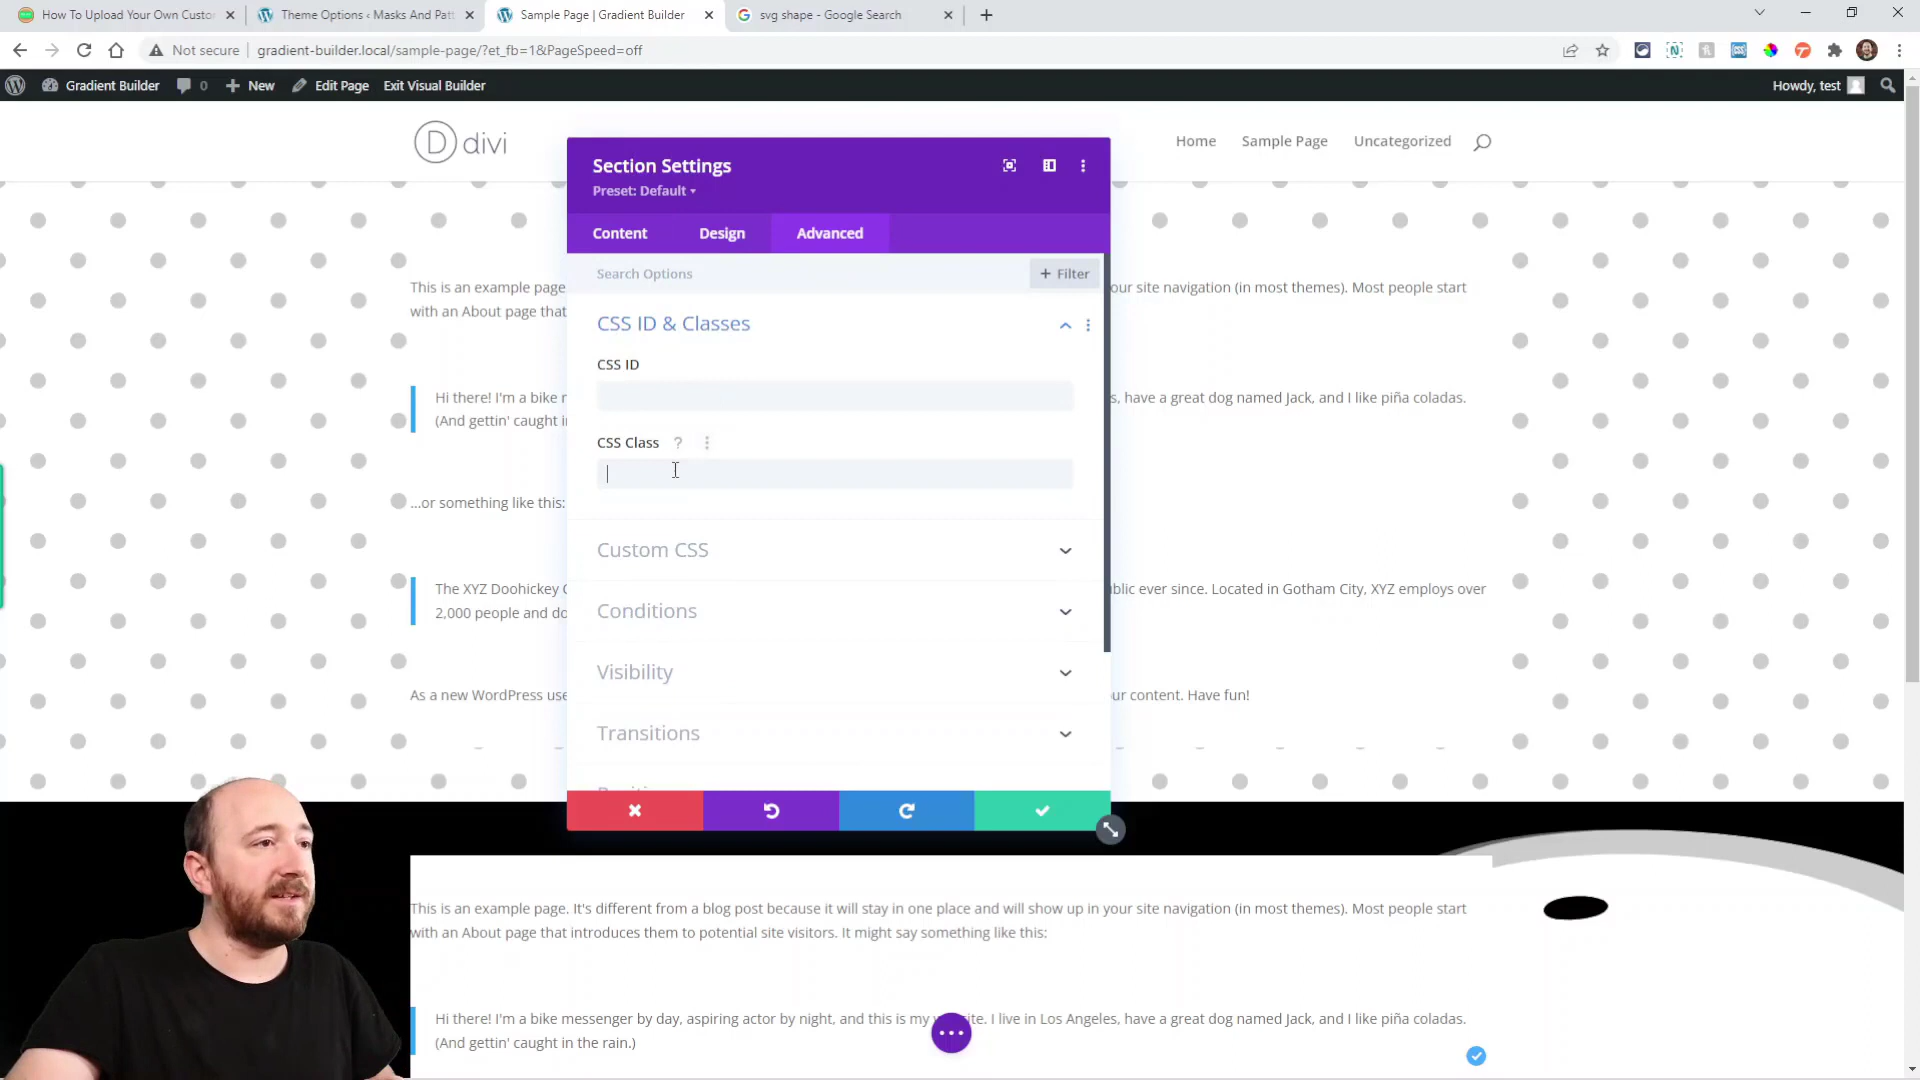 How To Upload Your Own Custo
Theme Options ‹ Masks And Pat
Sample Page | Gradient Builder
svg shape - Google Search
Not secure
gradient-builder.local/sample-page/?et_fb=1&PageSpeed=off
Gradient Builder
0
New
Edit Page
Exit Visual Builder
Howdy, test
D divi
Home
Sample Page
Uncategorized
Section Settings
Preset: Default
Content
Design
Advanced
Search Options
+ Filter
CSS ID & Classes
CSS ID
CSS Class ?
Custom CSS
Conditions
Visibility
Transitions
This is an example page
our site navigation (in most themes). Most people start
with an About page that
Hi there! I'm a bike
s, have a great dog named Jack, and I like piña coladas.
(And gettin' caught in
...or something like this:
The XYZ Doohickey
blic ever since. Located in Gotham City, XYZ employs over
2,000 people and do
As a new WordPress use
ur content. Have fun!
This is an example page. It's different from a blog post because it will stay in one place and will show up in your site navigation (in most themes). Most people start
with an About page that introduces them to potential site visitors. It might say something like this:
Hi there! I'm a bike messenger by day, aspiring actor by night, and this is my site. I live in Los Angeles, have a great dog named Jack, and I like piña coladas.
(And gettin' caught in the rain.)